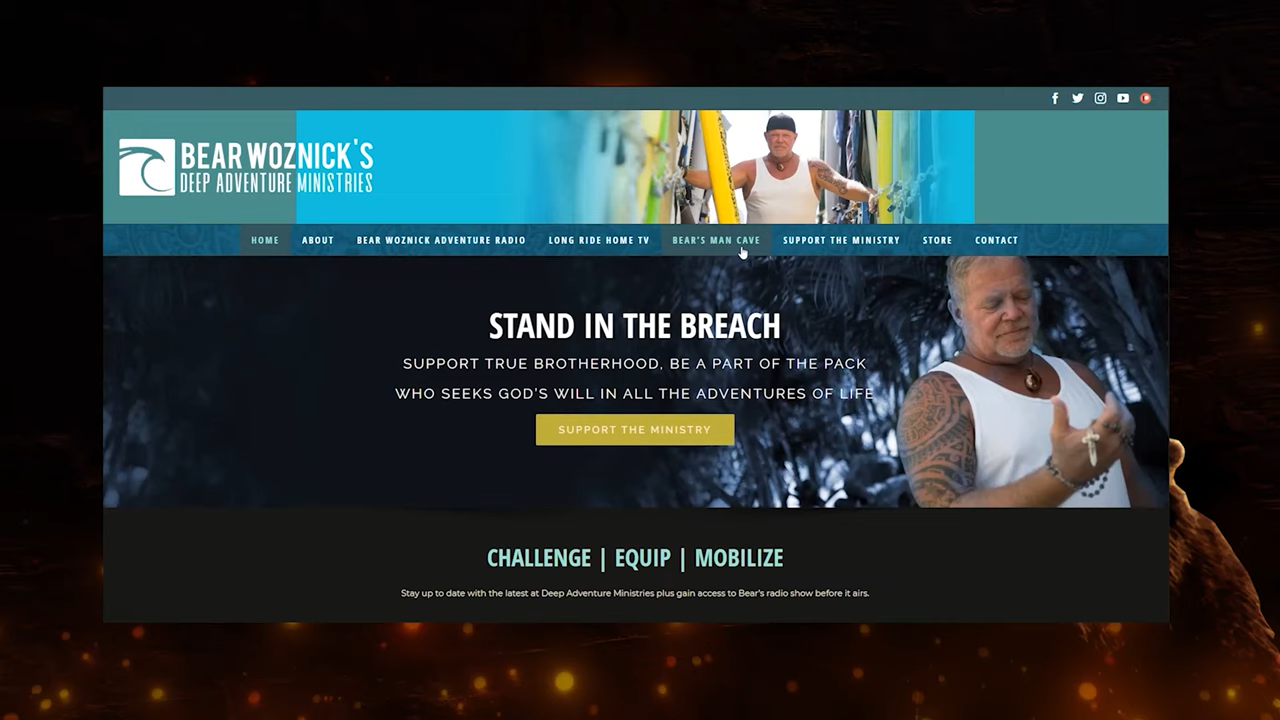 BEAR WOZNICK'S
DEEP ADVENTURE MINISTRIES
HOME ABOUT BEAR WOZNICK ADVENTURE RADIO LONG RIDE HOME TV BEAR'S MAN CAVE SUPPORT THE MINISTRY STORE CONTACT
STAND IN THE BREACH
SUPPORT TRUE BROTHERHOOD, BE A PART OF THE PACK
WHO SEEKS GOD'S WILL IN ALL THE ADVENTURES OF LIFE
SUPPORT THE MINISTRY
CHALLENGE | EQUIP | MOBILIZE
Stay up to date with the latest at Deep Adventure Ministries plus gain access to Bear's radio show before it airs.